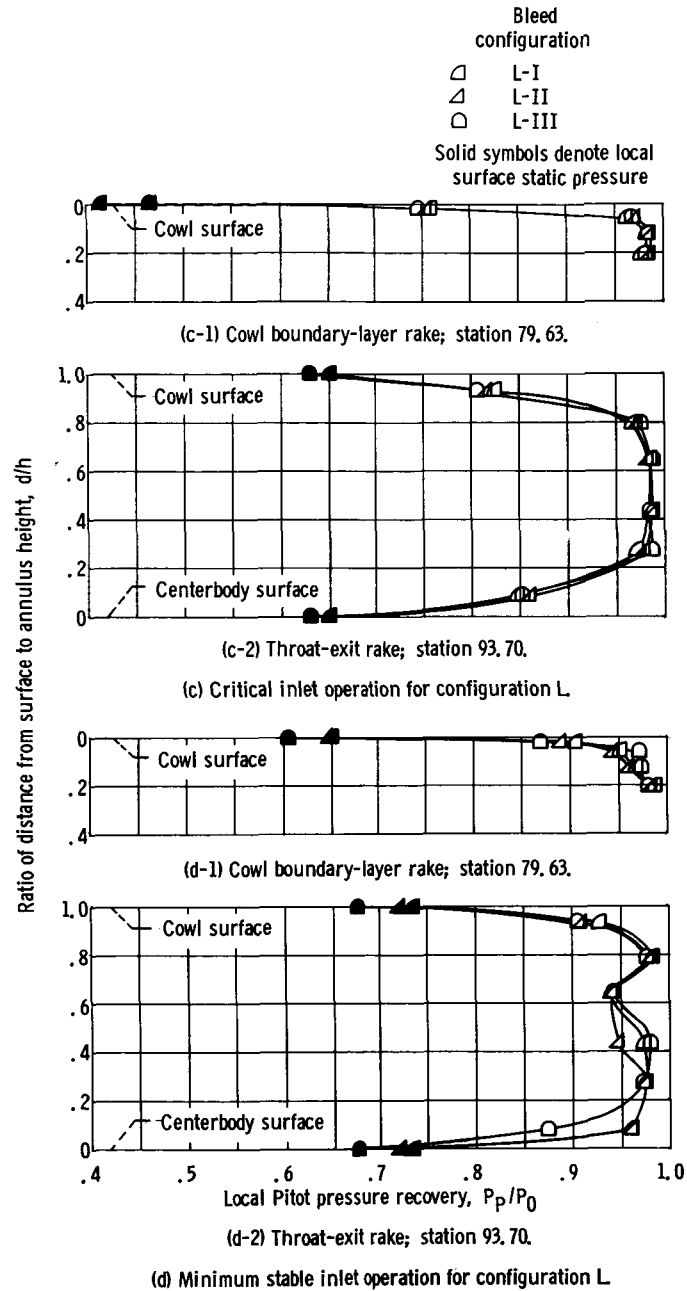 Bleed
configuration
L-I
L-II
L-III
Solid symbols denote local
surface static pressure
0
.2
.4
Cowl surface
(c-1) Cowl boundary-layer rake; station 79.63.
1.0
.8
.6
.4
.2
0
Cowl surface
Centerbody surface
(c-2) Throat-exit rake; station 93.70.
(c) Critical inlet operation for configuration L.
Ratio of distance from surface to annulus height, d/h
0
.2
.4
Cowl surface
(d-1) Cowl boundary-layer rake; station 79.63.
1.0
.8
.6
.4
.2
0
Cowl surface
Centerbody surface
.4 .5 .6 .7 .8 .9 1.0
Local Pitot pressure recovery, Pp/P0
(d-2) Throat-exit rake; station 93.70.
(d) Minimum stable inlet operation for configuration L.